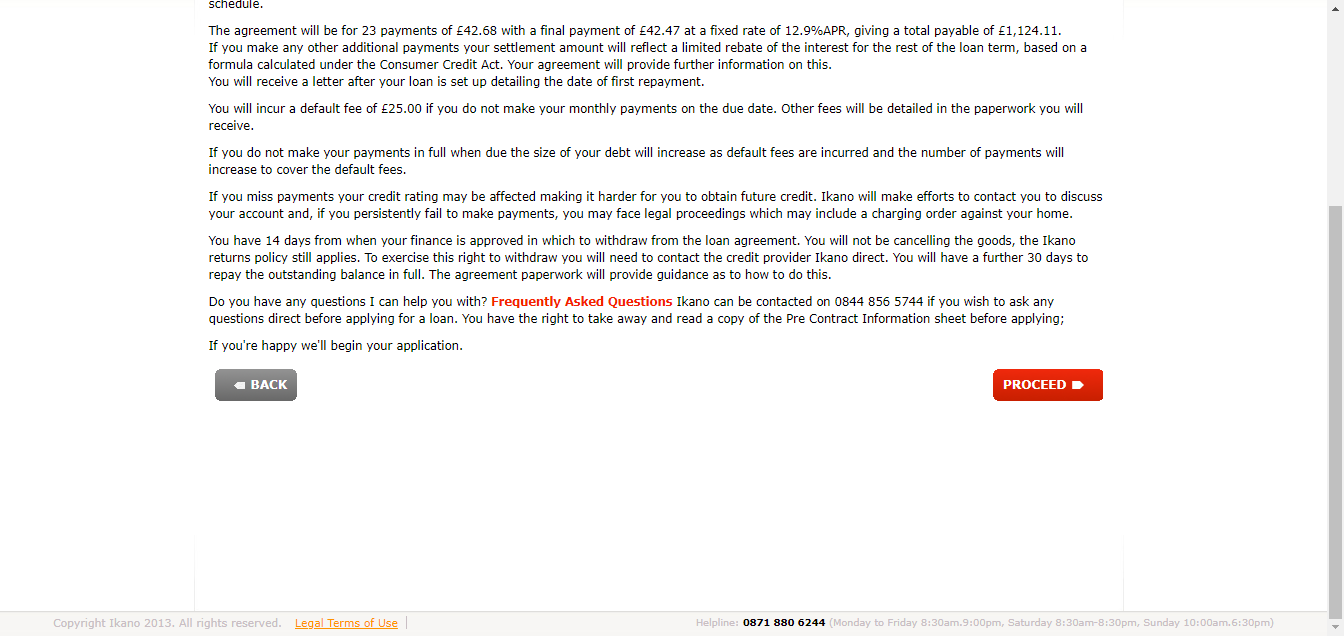 schedule.
The agreement will be for 23 payments of £42.68 with a final payment of £42.47 at a fixed rate of 12.9%APR, giving a total payable of £1,124.11.
If you make any other additional payments your settlement amount will reflect a limited rebate of the interest for the rest of the loan term, based on a
formula calculated under the Consumer Credit Act. Your agreement will provide further information on this.
You will receive a letter after your loan is set up detailing the date of first repayment.
You will incur a default fee of £25.00 if you do not make your monthly payments on the due date. Other fees will be detailed in the paperwork you will
receive.
If you do not make your payments in full when due the size of your debt will increase as default fees are incurred and the number of payments will
increase to cover the default fees.
If you miss payments your credit rating may be affected making it harder for you to obtain future credit. Ikano will make efforts to contact you to discuss
your account and, if you persistently fail to make payments, you may face legal proceedings which may include a charging order against your home.
You have 14 days from when your finance is approved in which to withdraw from the loan agreement. You will not be cancelling the goods, the Ikano
returns policy still applies. To exercise this right to withdraw you will need to contact the credit provider Ikano direct. You will have a further 30 days to
repay the outstanding balance in full. The agreement paperwork will provide guidance as to how to do this.
Do you have any questions I can help you with? Frequently Asked Questions Ikano can be contacted on 0844 856 5744 if you wish to ask any
questions direct before applying for a loan. You have the right to take away and read a copy of the Pre Contract Information sheet before applying;
If you're happy we'll begin your application.
BACK
PROCEED
Copyright Ikano 2013. All rights reserved. Legal Terms of Use
Helpline: 0871 880 6244 (Monday to Friday 8:30am.9:00pm, Saturday 8:30am-8:30pm, Sunday 10:00am.6:30pm)